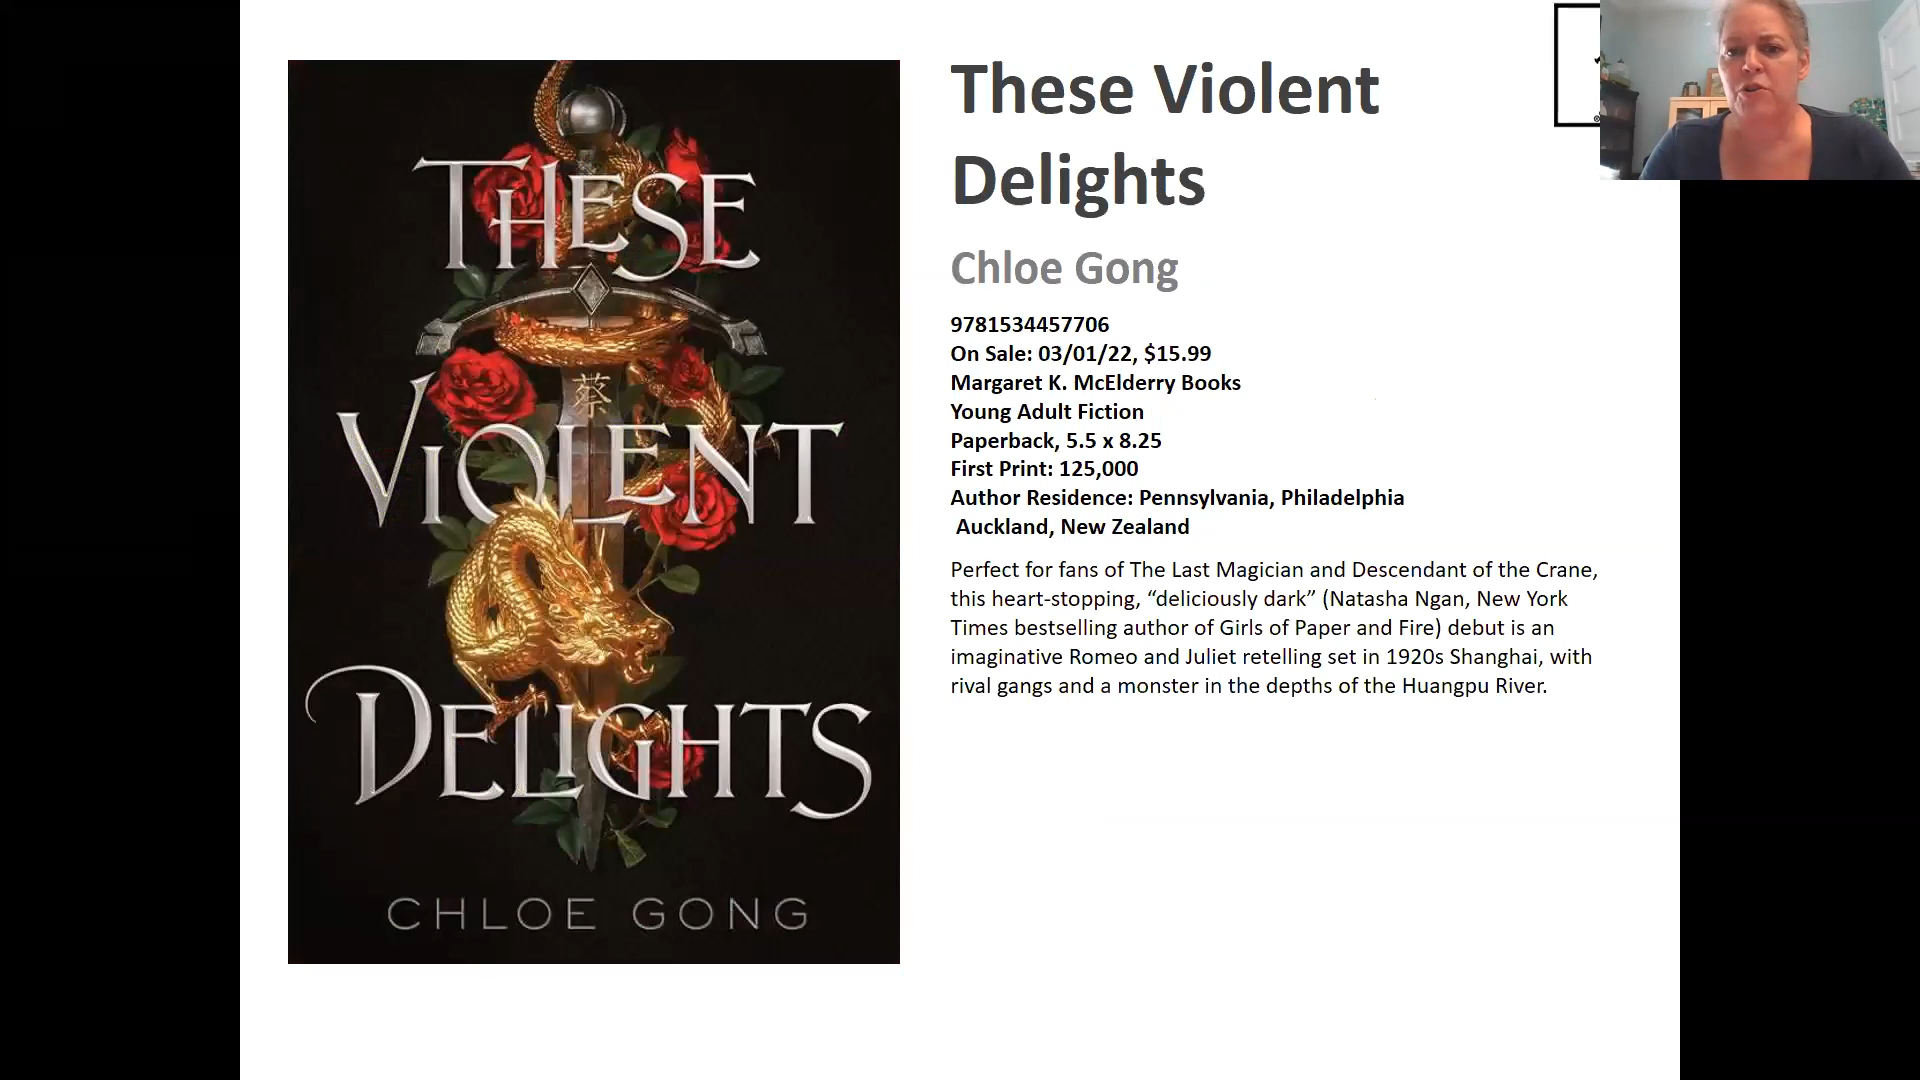 THESE
蔡
VIOLENT
DELIGHTS
CHLOE GONG
These Violent
Delights
Chloe Gong
9781534457706
On Sale: 03/01/22, $15.99
Margaret K. McElderry Books
Young Adult Fiction
Paperback, 5.5 x 8.25
First Print: 125,000
Author Residence: Pennsylvania, Philadelphia
Auckland, New Zealand
Perfect for fans of The Last Magician and Descendant of the Crane,
this heart-stopping, “deliciously dark” (Natasha Ngan, New York
Times bestselling author of Girls of Paper and Fire) debut is an
imaginative Romeo and Juliet retelling set in 1920s Shanghai, with
rival gangs and a monster in the depths of the Huangpu River.